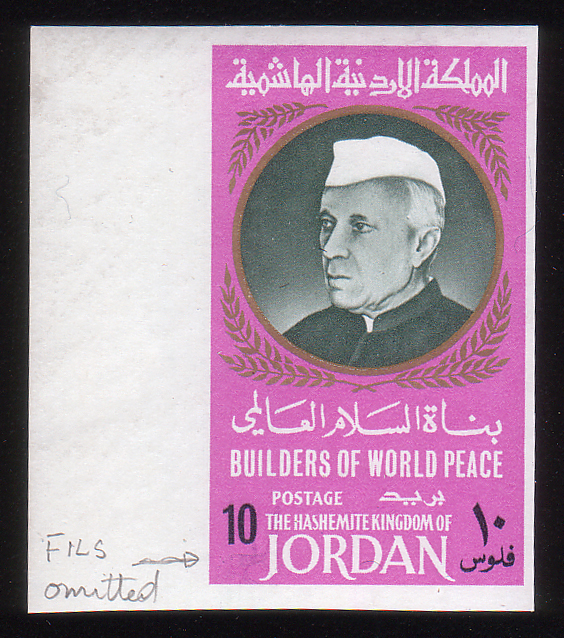 المملكة الاردنية الهاشمية
بناة السلام العالمي
BUILDERS OF WORLD PEACE
POSTAGE بريد
10 THE HASHEMITE KINGDOM OF ١٠
JORDAN فلوس
FILS
omitted